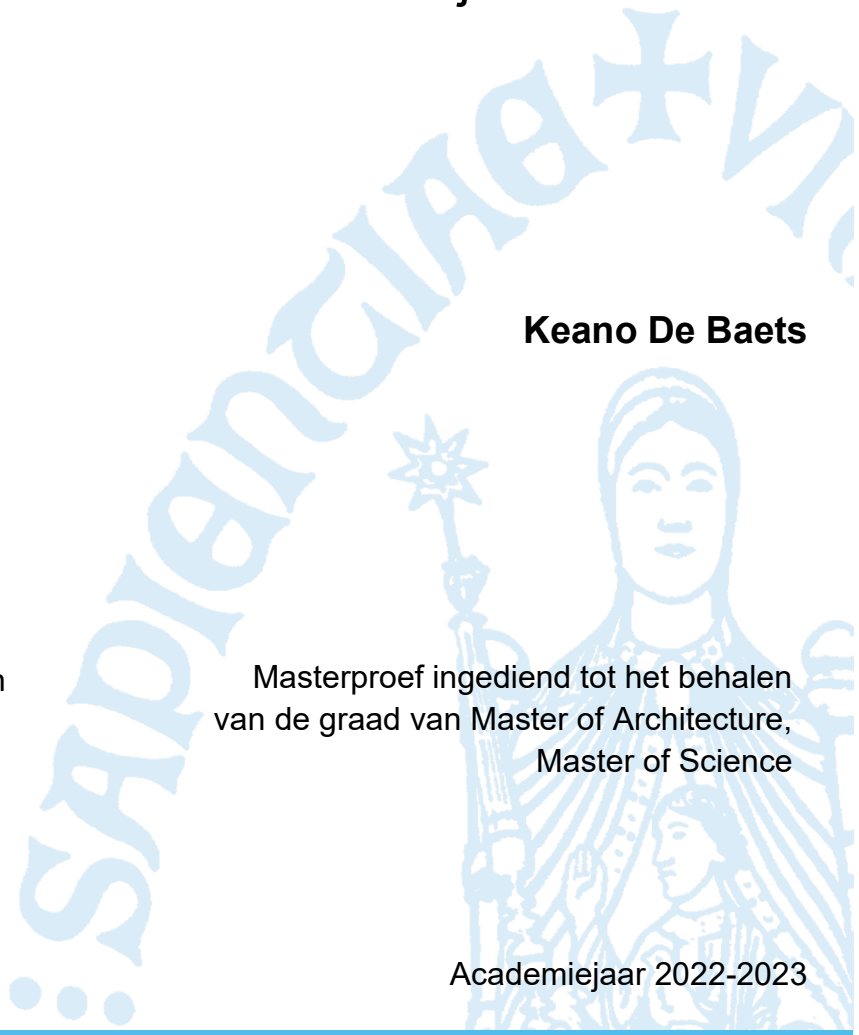 Keano De Baets
Masterproef ingediend tot het behalen
van de graad van Master of Architecture,
Master of Science
Academiejaar 2022-2023
SAPIENTIAE